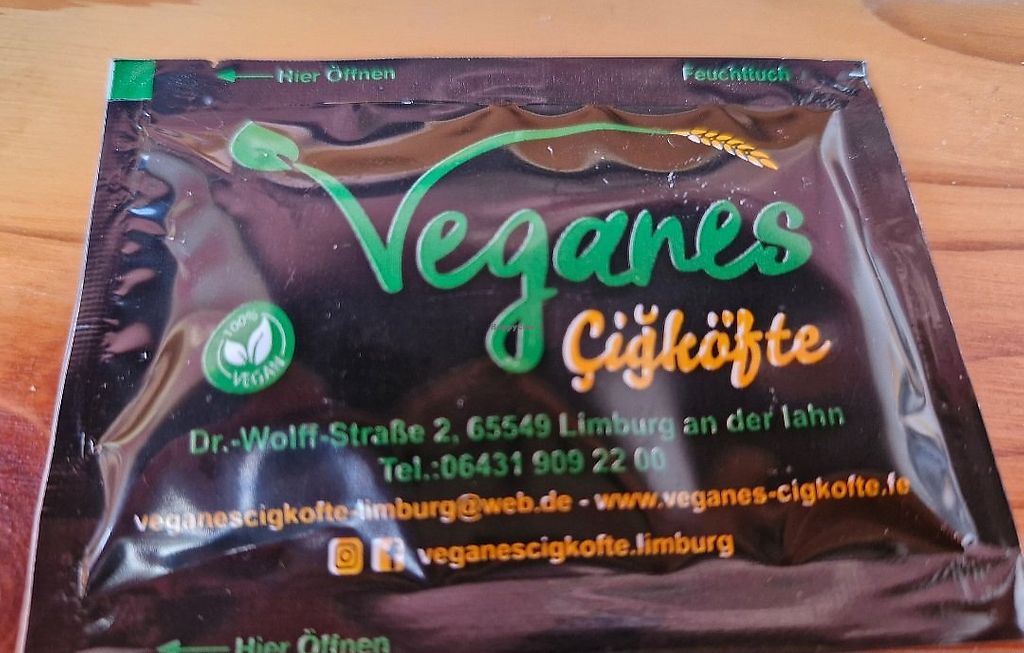 Hier Öffnen
Feuchttuch
Veganes
Çiğköfte
100%
VEGAN
Dr.-Wolff-Straße 2, 65549 Limburg an der lahn
Tel.:06431 909 22 00
veganescigkofte-limburg@web.de - www.veganes-cigkofte.de
veganescigkofte.limburg
Hier Öffnen